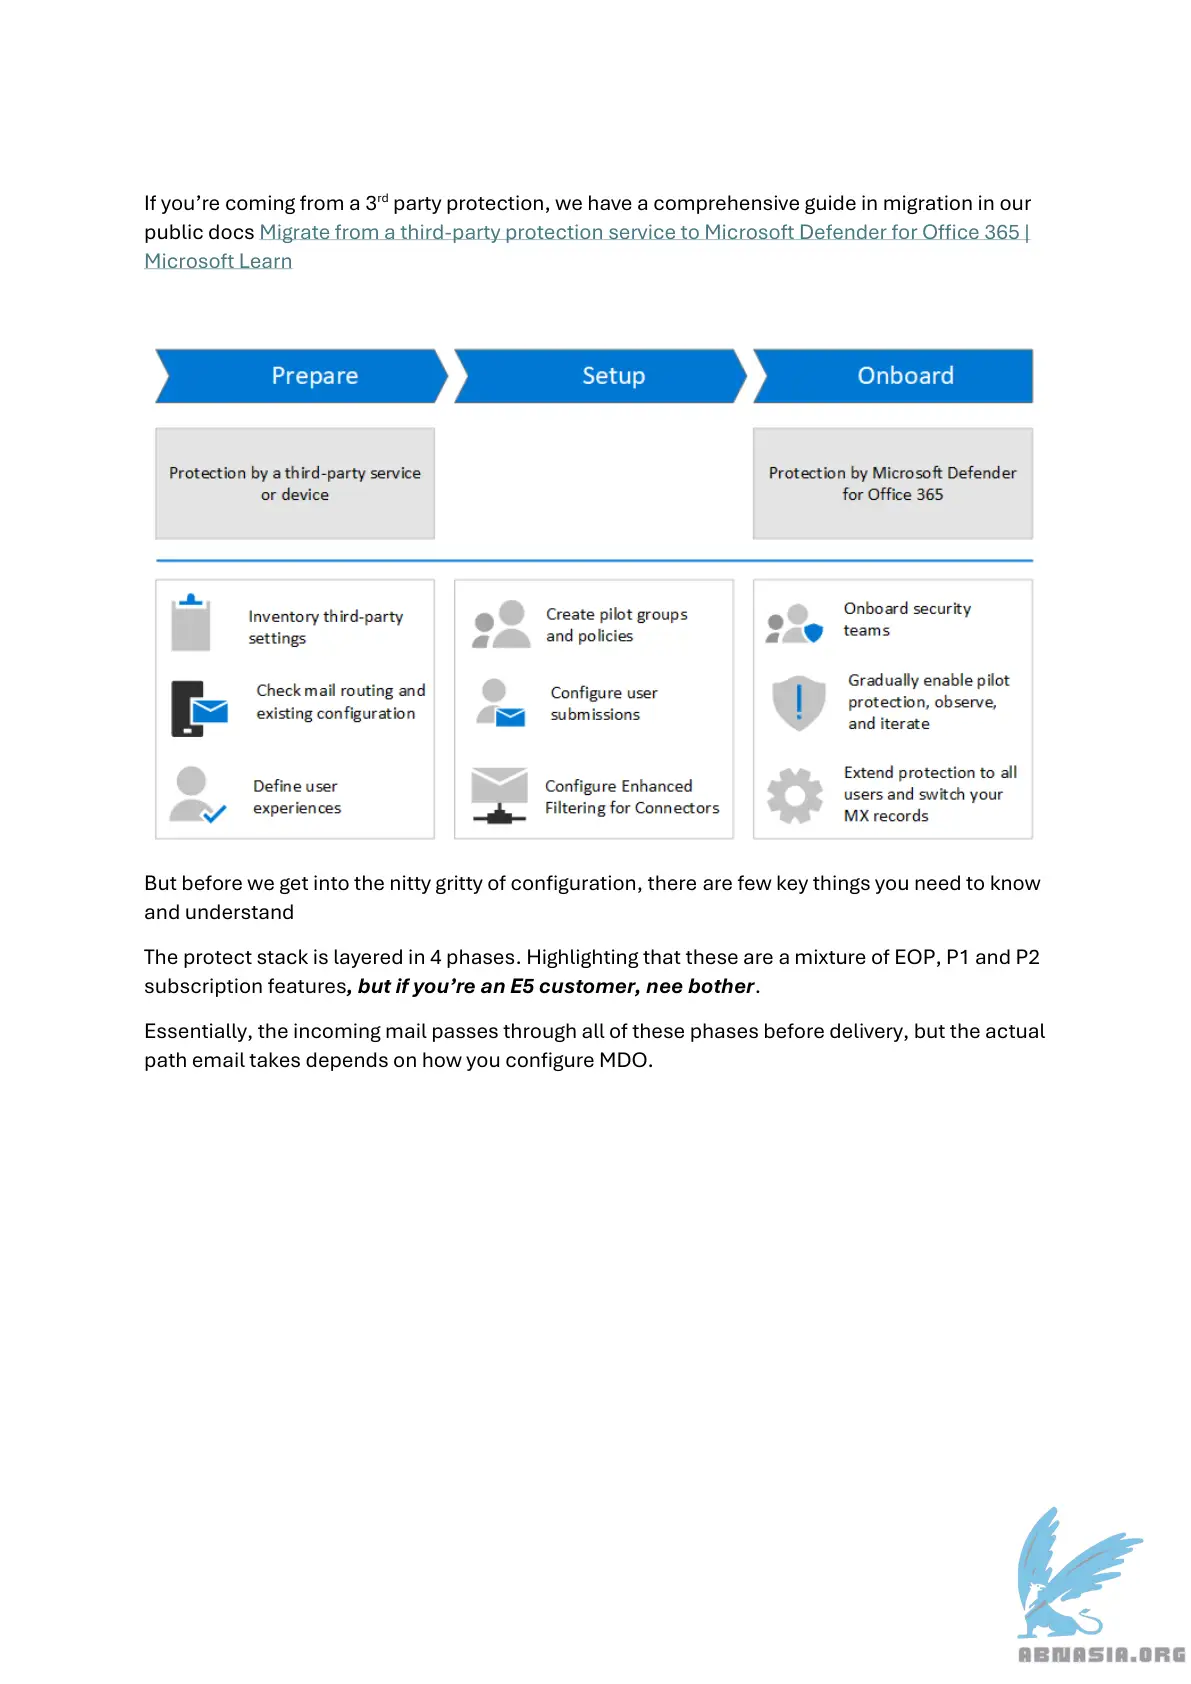 If you’re coming from a 3rd party protection, we have a comprehensive guide in migration in our
public docs Migrate from a third-party protection service to Microsoft Defender for Office 365 |
Microsoft Learn
Prepare
Setup
Onboard
Protection by a third-party service
or device
Protection by Microsoft Defender
for Office 365
Inventory third-party
settings
Check mail routing and
existing configuration
Define user
experiences
Create pilot groups
and policies
Configure user
submissions
Configure Enhanced
Filtering for Connectors
Onboard security
teams
Gradually enable pilot
protection, observe,
and iterate
Extend protection to all
users and switch your
MX records
But before we get into the nitty gritty of configuration, there are few key things you need to know
and understand
The protect stack is layered in 4 phases. Highlighting that these are a mixture of EOP, P1 and P2
subscription features, but if you’re an E5 customer, nee bother.
Essentially, the incoming mail passes through all of these phases before delivery, but the actual
path email takes depends on how you configure MDO.
ABNASIA.ORG